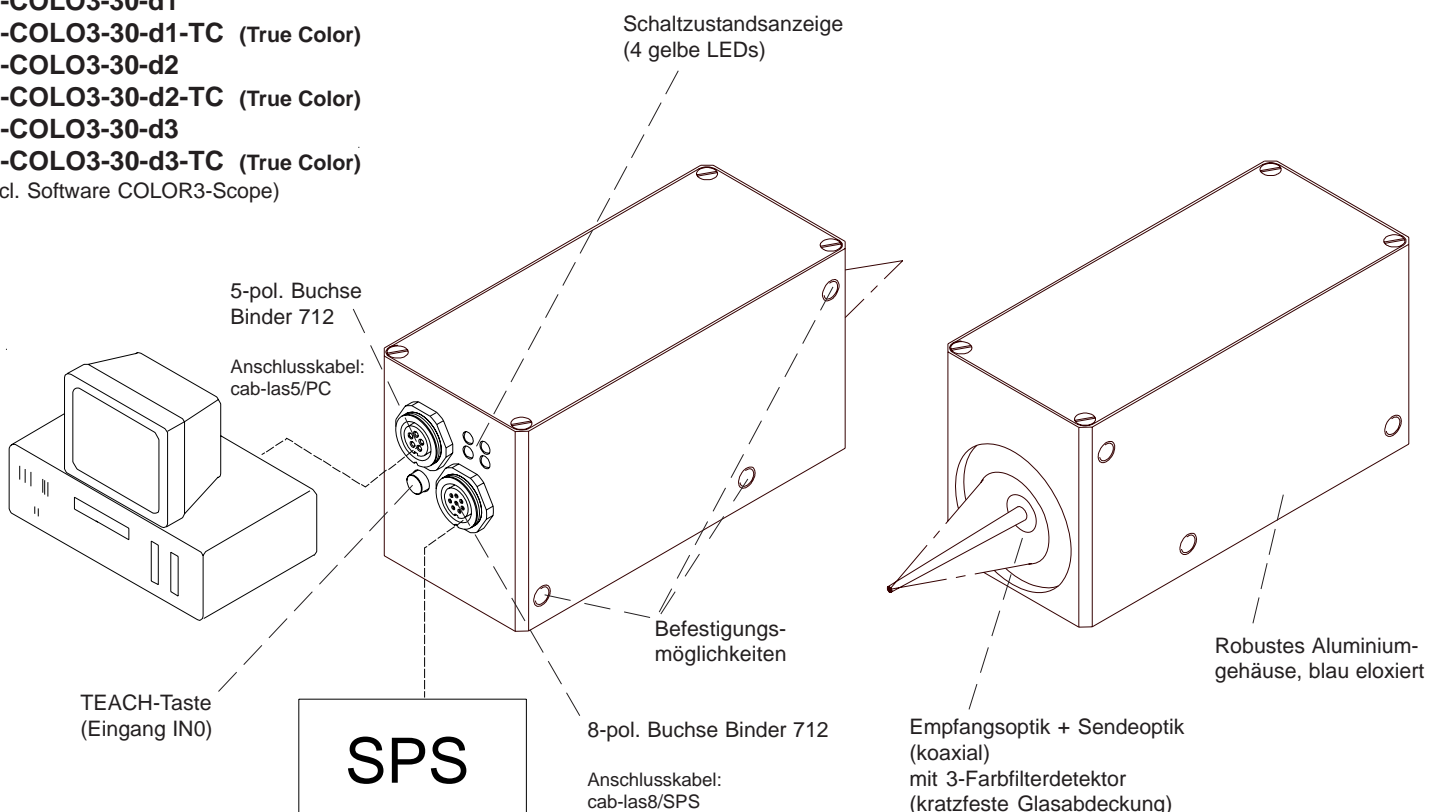 -COLO3-30-d1
-COLO3-30-d1-TC (True Color)
-COLO3-30-d2
-COLO3-30-d2-TC (True Color)
-COLO3-30-d3
-COLO3-30-d3-TC (True Color)
cl. Software COLOR3-Scope)
Schaltzustandsanzeige
(4 gelbe LEDs)
5-pol. Buchse
Binder 712
Anschlusskabel:
cab-las5/PC
TEACH-Taste
(Eingang IN0)
SPS
Befestigungs-
möglichkeiten
8-pol. Buchse Binder 712
Anschlusskabel:
cab-las8/SPS
Empfangsoptik + Sendeoptik
(koaxial)
mit 3-Farbfilterdetektor
(kratzfeste Glasabdeckung)
Robustes Aluminium-
gehäuse, blau eloxiert